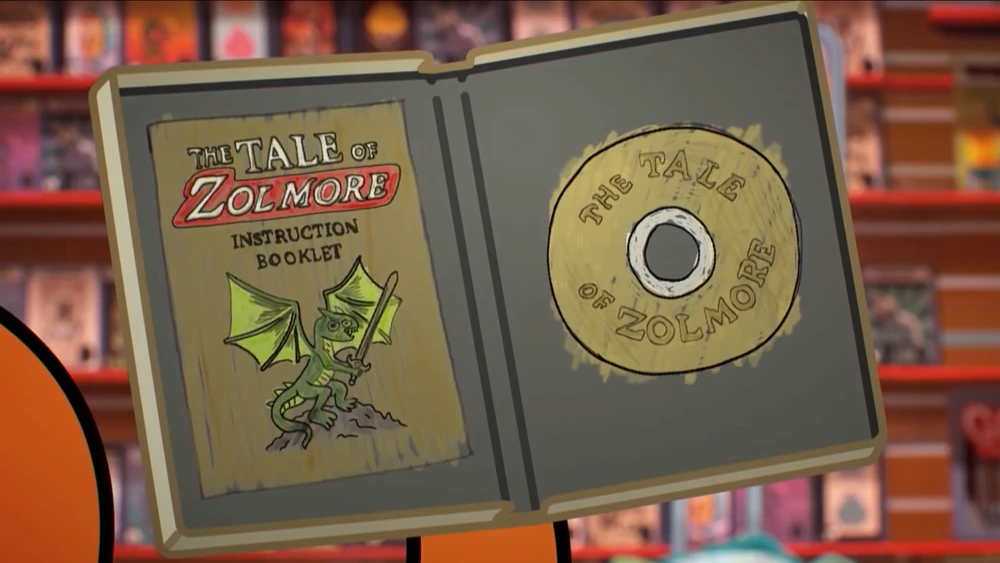 THE TALE OF
ZOLMORE
INSTRUCTION
BOOKLET
THE TALE
OF ZOLMORE